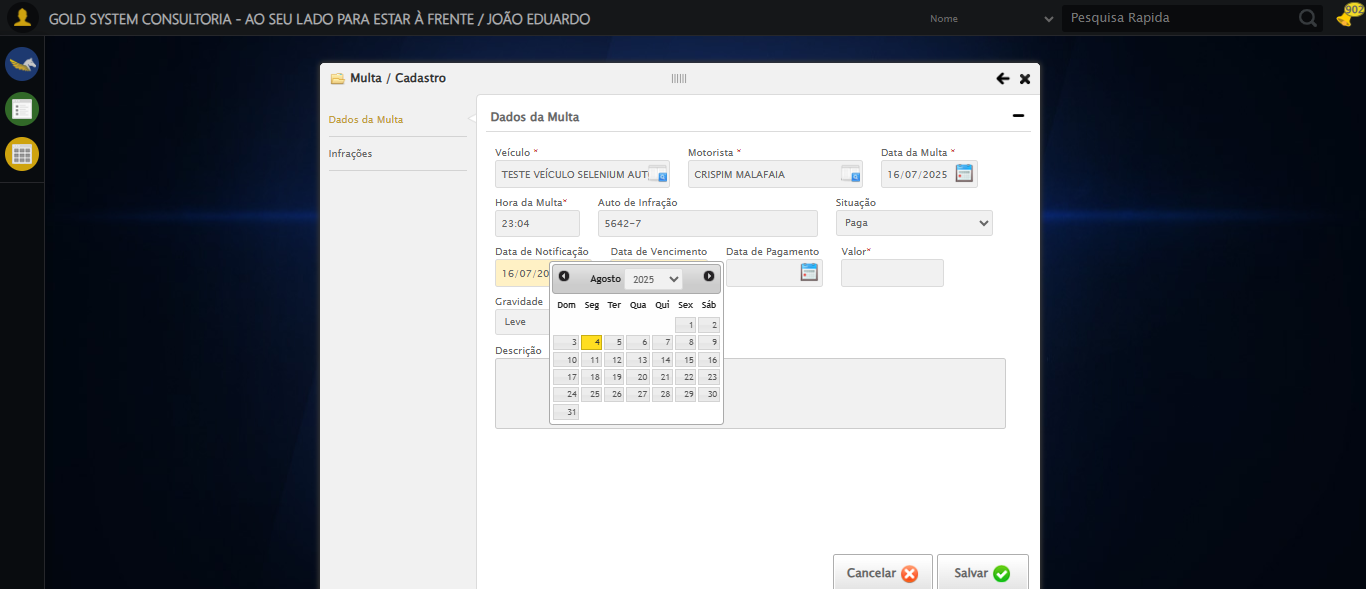 GOLD SYSTEM CONSULTORIA - AO SEU LADO PARA ESTAR À FRENTE / JOÃO EDUARDO
Nome
Pesquisa Rapida
902
Multa / Cadastro
Dados da Multa
Infrações
Dados da Multa
Veículo * Motorista * Data da Multa *
TESTE VEÍCULO SELENIUM AUT CRISPIM MALAFAIA 16/07/2025
Hora da Multa* Auto de Infração Situação
23:04 5642-7 Paga
Data de Notificação Data de Vencimento Data de Pagamento Valor*
16/07/20
Agosto 2025
Gravidade
Dom Seg Ter Qua Qui Sex Sáb
Leve
1 2
3 4 5 6 7 8 9
Descrição
10 11 12 13 14 15 16
17 18 19 20 21 22 23
24 25 26 27 28 29 30
31
Cancelar Salvar